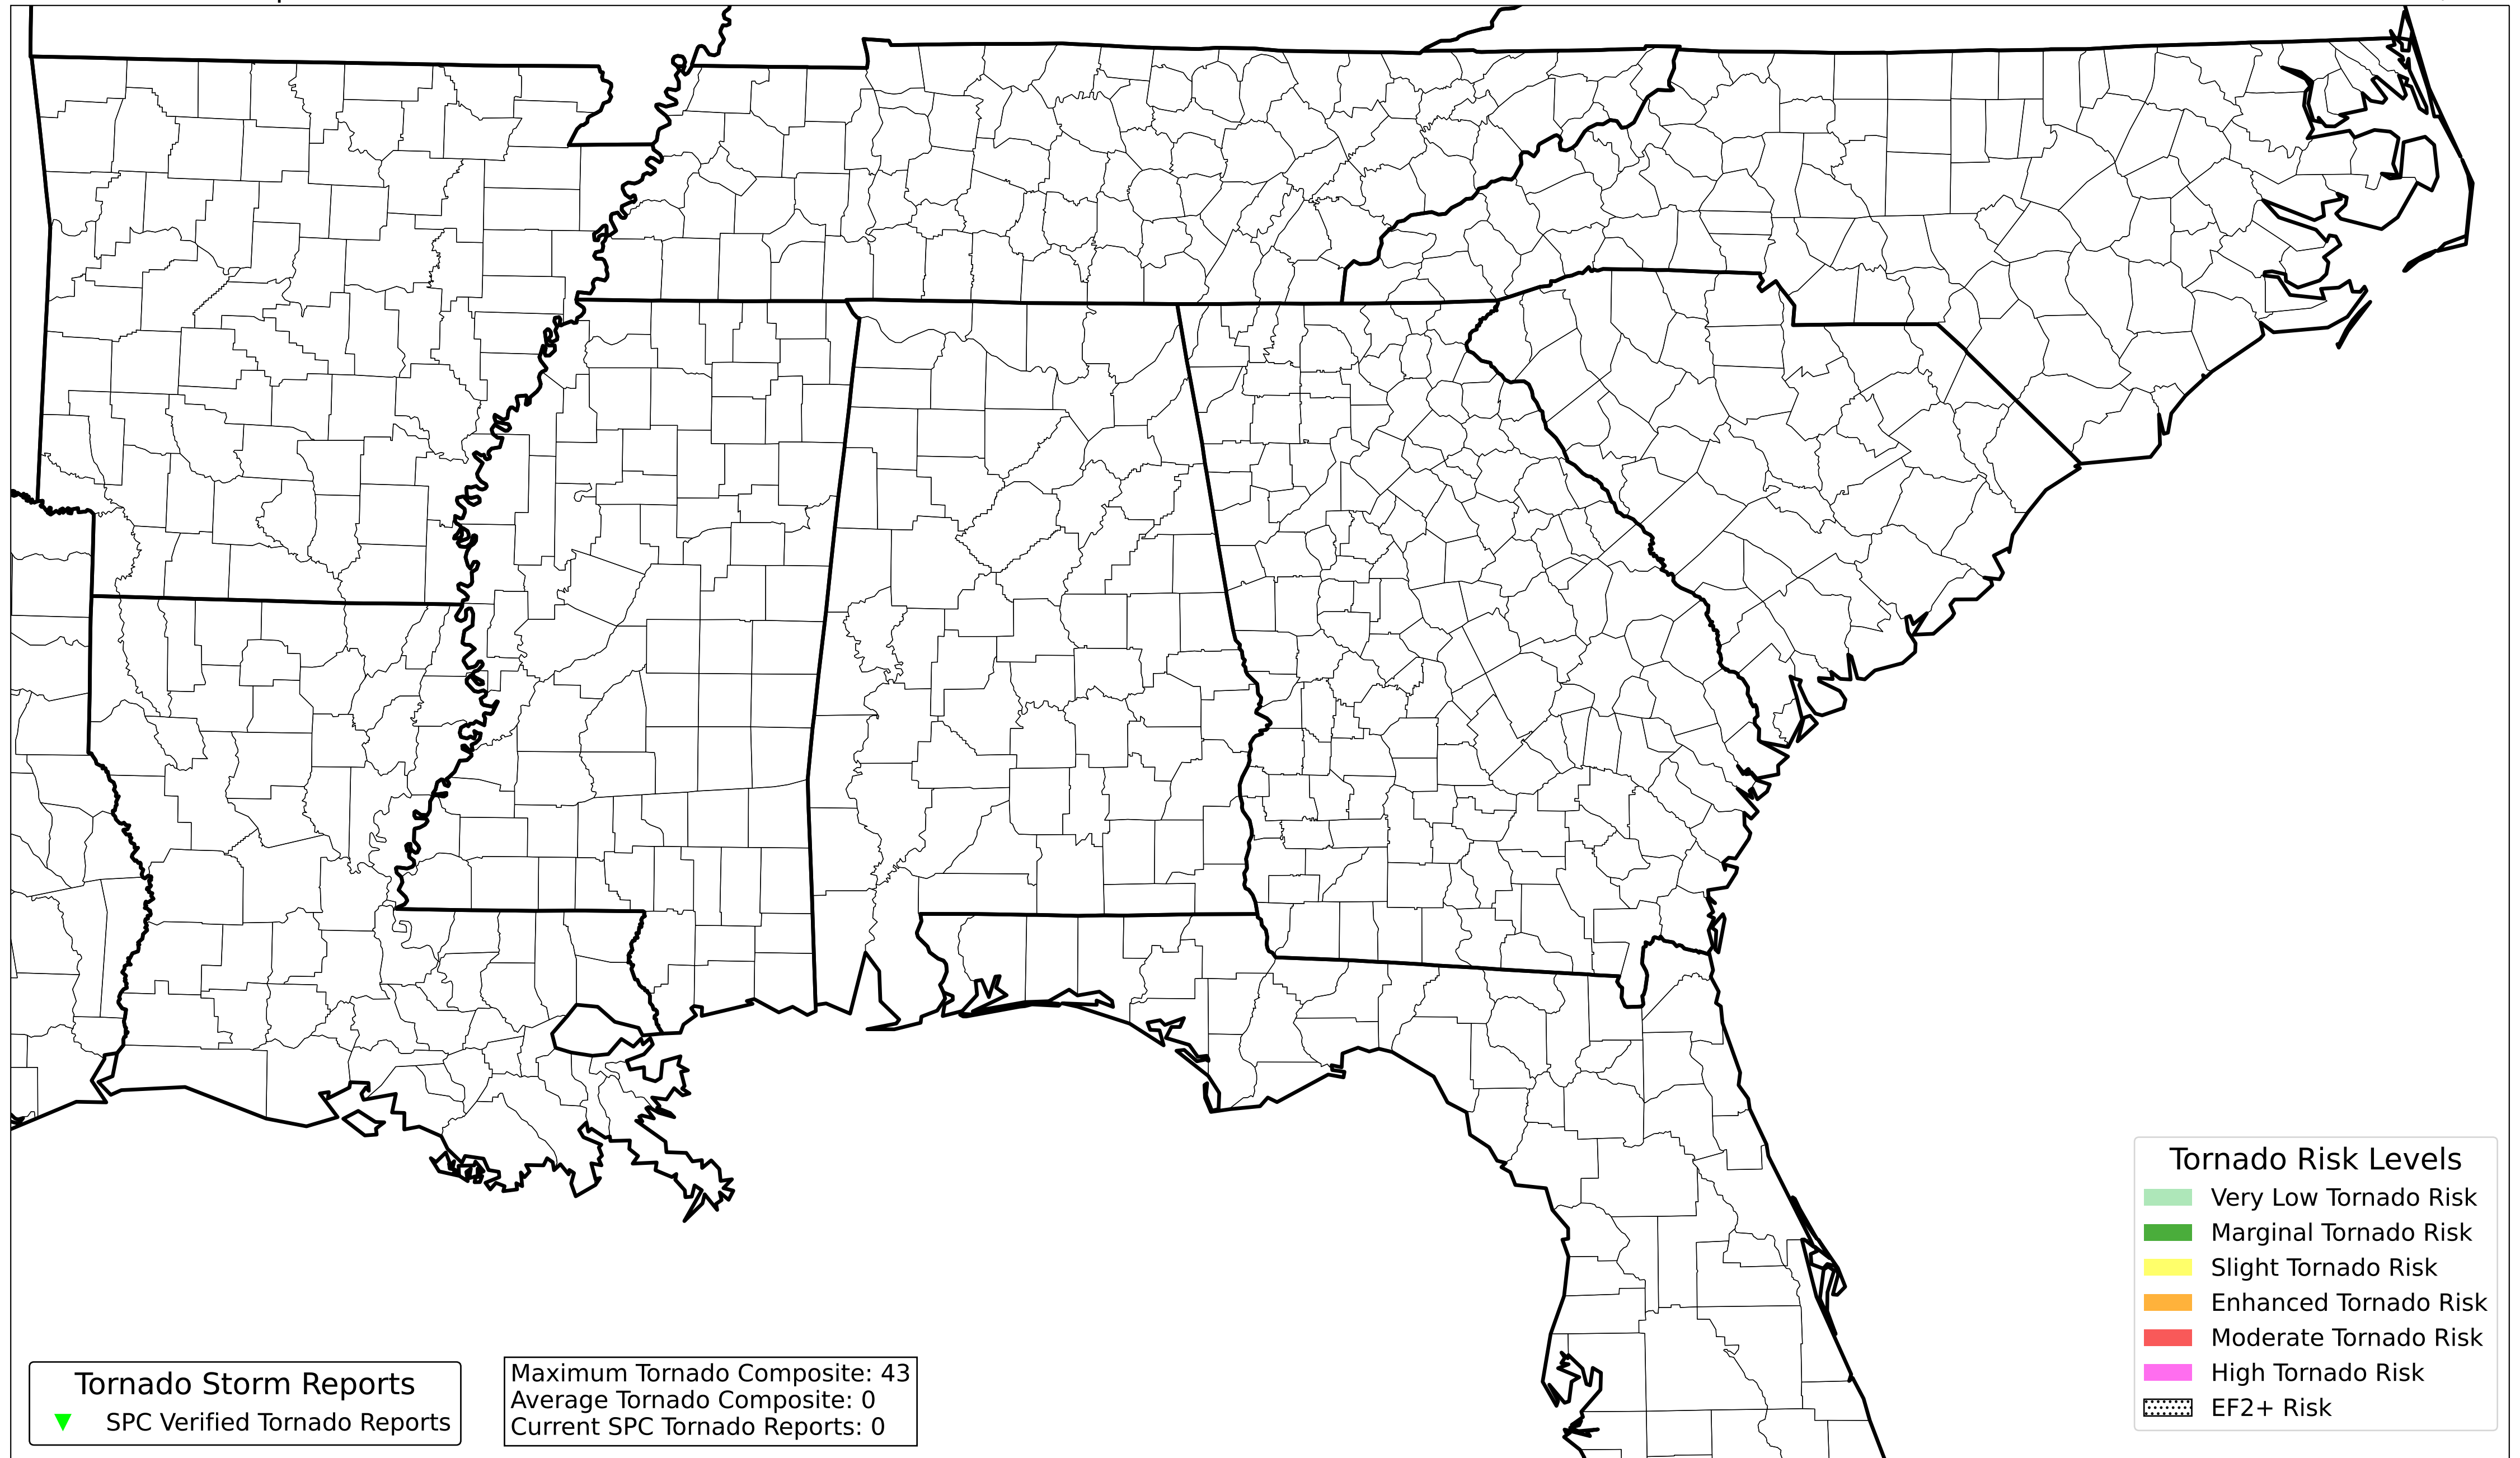 Tornado Risk Levels
Very Low Tornado Risk
Marginal Tornado Risk
Slight Tornado Risk
Enhanced Tornado Risk
Moderate Tornado Risk
High Tornado Risk
EF2+ Risk
Tornado Storm Reports
SPC Verified Tornado Reports
Maximum Tornado Composite: 43
Average Tornado Composite: 0
Current SPC Tornado Reports: 0